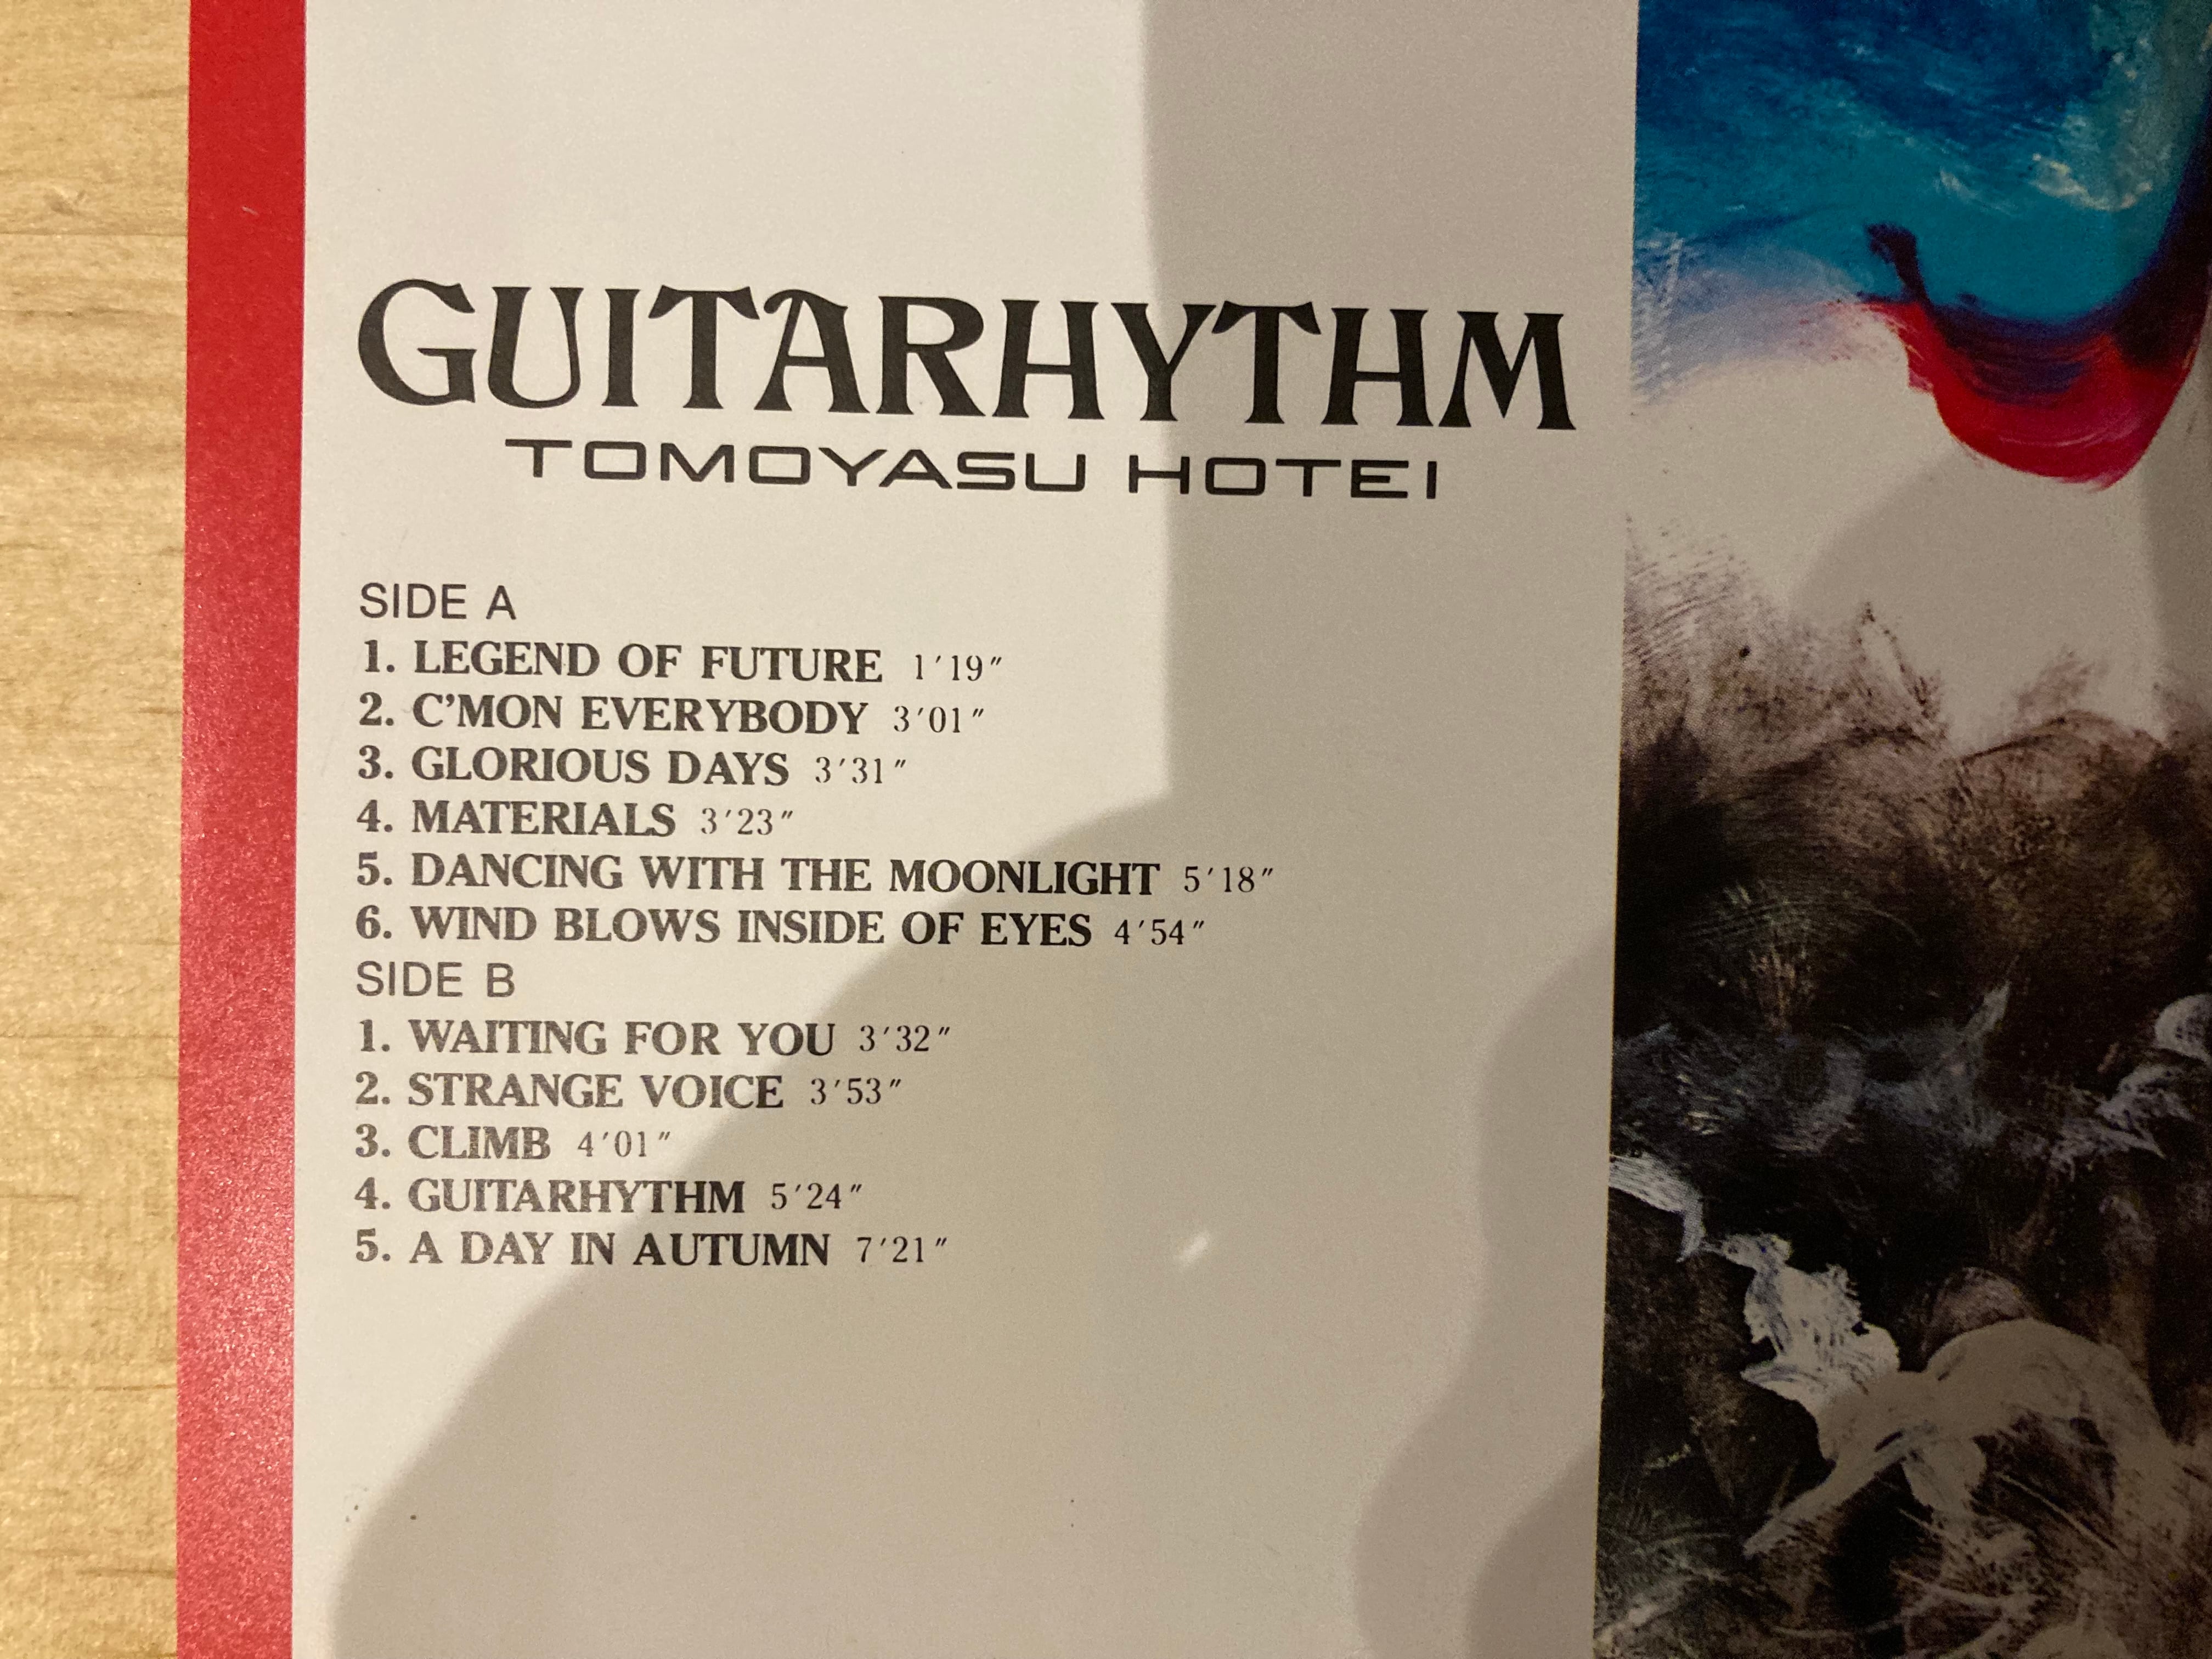 GUITARHYTHM
TOMOYASU HOTEI
SIDE A
1. LEGEND OF FUTURE 1′19″
2. C’MON EVERYBODY 3′01″
3. GLORIOUS DAYS 3′31″
4. MATERIALS 3′23″
5. DANCING WITH THE MOONLIGHT 5′18″
6. WIND BLOWS INSIDE OF EYES 4′54″
SIDE B
1. WAITING FOR YOU 3′32″
2. STRANGE VOICE 3′53″
3. CLIMB 4′01″
4. GUITARHYTHM 5′24″
5. A DAY IN AUTUMN 7′21″